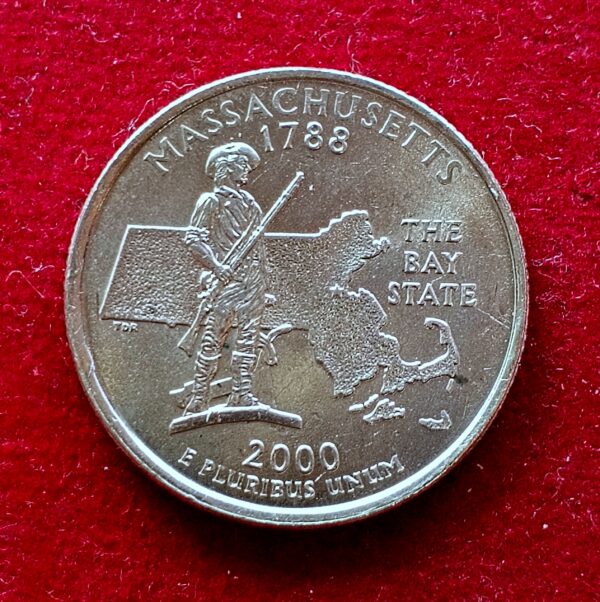 MASSACHUSETTS
1788
THE
BAY
STATE
TDR
2000
E PLURIBUS UNUM